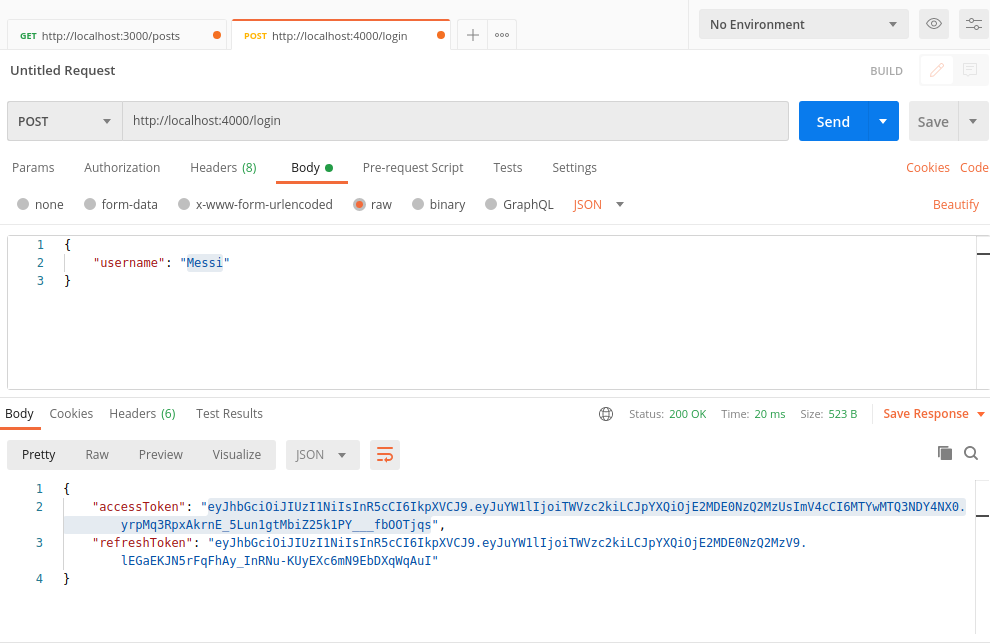 GET http://localhost:3000/posts
POST http://localhost:4000/login
No Environment
Untitled Request
BUILD
POST
http://localhost:4000/login
Send
Save
Params Authorization Headers (8) Body Pre-request Script Tests Settings Cookies Code
none form-data x-www-form-urlencoded raw binary GraphQL JSON Beautify
1 {
2 "username": "Messi"
3 }
Body Cookies Headers (6) Test Results Status: 200 OK Time: 20 ms Size: 523 B Save Response
Pretty Raw Preview Visualize JSON
1 {
2 "accessToken": "eyJhbGciOiJIUzI1NiIsInR5cCI6IkpXVCJ9.eyJuYW1lIjoiTWVzc2kiLCJpYXQiOjE2MDE0NzQ2MzUsImV4cCI6MTYwMTQ3NDY4NX0.
yrpMq3RpxAkrnE_5Lun1gtMbiZ25k1PY___fbOOTjqs",
3 "refreshToken": "eyJhbGciOiJIUzI1NiIsInR5cCI6IkpXVCJ9.eyJuYW1lIjoiTWVzc2kiLCJpYXQiOjE2MDE0NzQ2MzV9.
lEGaEKJN5rFqFhAy_InRNu-KUyEXc6mN9EbDXqWqAuI"
4 }